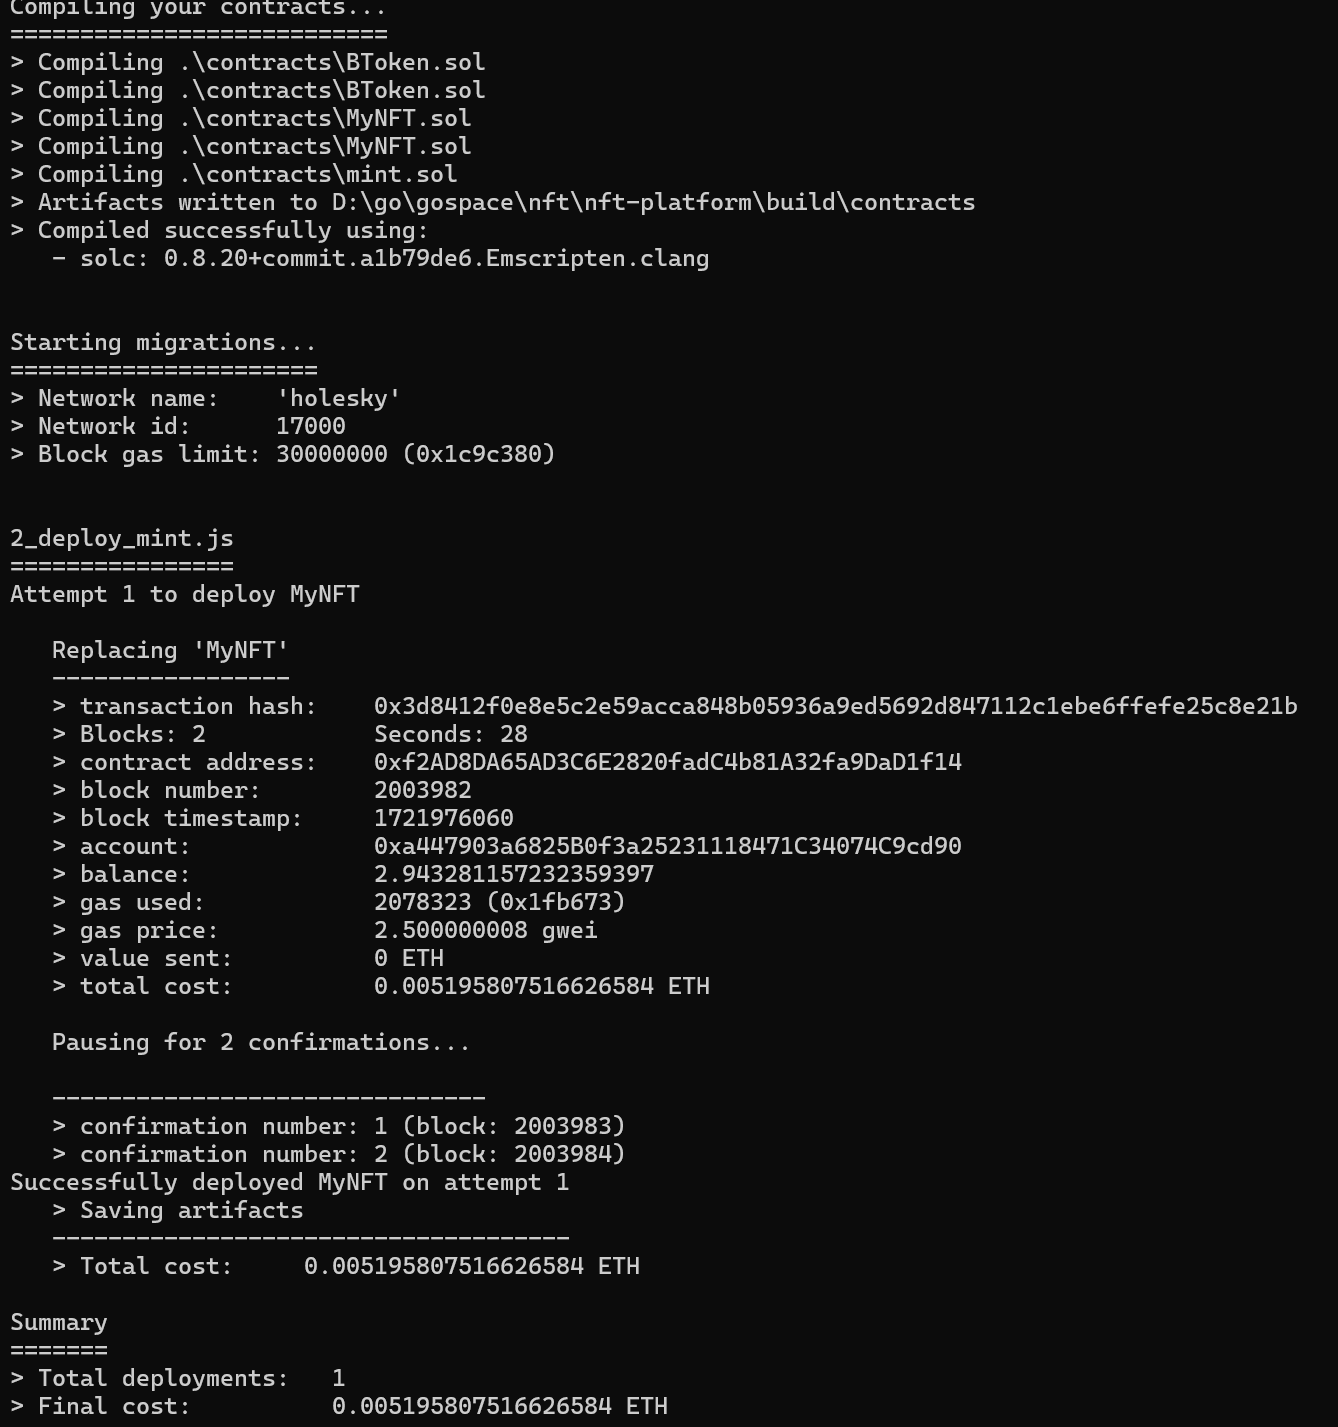 Compiling your contracts...
===========================
> Compiling .\contracts\BToken.sol
> Compiling .\contracts\BToken.sol
> Compiling .\contracts\MyNFT.sol
> Compiling .\contracts\MyNFT.sol
> Compiling .\contracts\mint.sol
> Artifacts written to D:\go\gospace\nft\nft-platform\build\contracts
> Compiled successfully using:
   - solc: 0.8.20+commit.a1b79de6.Emscripten.clang
Starting migrations...
======================
> Network name:    'holesky'
> Network id:      17000
> Block gas limit: 30000000 (0x1c9c380)
2_deploy_mint.js
================
Attempt 1 to deploy MyNFT
   Replacing 'MyNFT'
   -----------------
   > transaction hash:    0x3d8412f0e8e5c2e59acca848b05936a9ed5692d847112c1ebe6ffefe25c8e21b
   > Blocks: 2            Seconds: 28
   > contract address:    0xf2AD8DA65AD3C6E2820fadC4b81A32fa9DaD1f14
   > block number:        2003982
   > block timestamp:     1721976060
   > account:             0xa447903a6825B0f3a25231118471C34074C9cd90
   > balance:             2.943281157232359397
   > gas used:            2078323 (0x1fb673)
   > gas price:           2.500000008 gwei
   > value sent:          0 ETH
   > total cost:          0.005195807516626584 ETH
   Pausing for 2 confirmations...
   -------------------------------
   > confirmation number: 1 (block: 2003983)
   > confirmation number: 2 (block: 2003984)
Successfully deployed MyNFT on attempt 1
   > Saving artifacts
   -------------------------------------
   > Total cost:     0.005195807516626584 ETH
Summary
=======
> Total deployments:   1
> Final cost:          0.005195807516626584 ETH